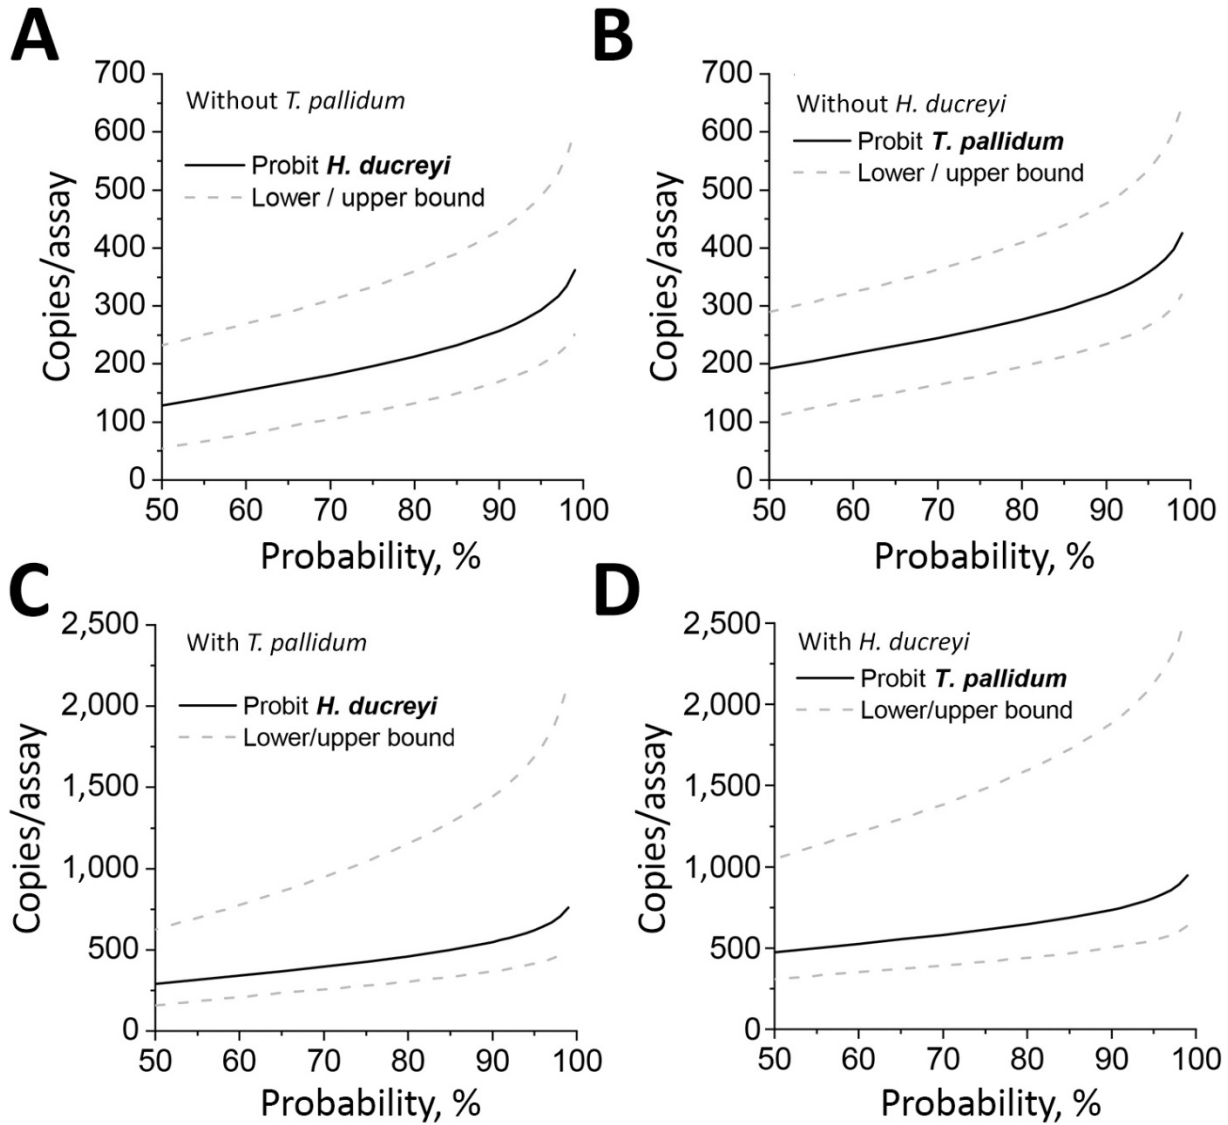 A
700
600
500
400
300
200
100
0
Copies/assay
Without T. pallidum
Probit H. ducreyi
Lower / upper bound
50 60 70 80 90 100
Probability, %
B
700
600
500
400
300
200
100
0
Copies/assay
Without H. ducreyi
Probit T. pallidum
Lower / upper bound
50 60 70 80 90 100
Probability, %
C
2,500
2,000
1,500
1,000
500
0
Copies/assay
With T. pallidum
Probit H. ducreyi
Lower/upper bound
50 60 70 80 90 100
Probability, %
D
2,500
2,000
1,500
1,000
500
0
Copies/assay
With H. ducreyi
Probit T. pallidum
Lower/upper bound
50 60 70 80 90 100
Probability, %